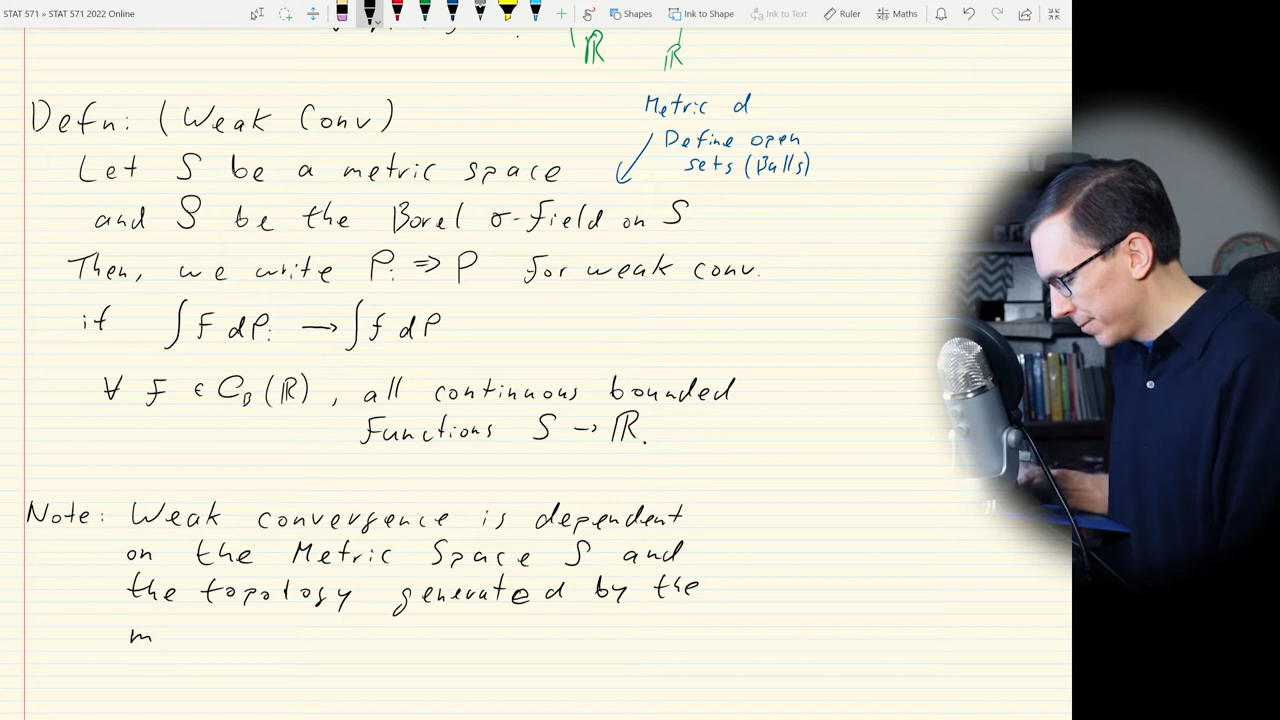 STAT 571 » STAT 571 2022 Online
Shapes
Ink to Shape
Ink to Text
Ruler
Maths
ℝ ℝ
Metric d
Define open
sets (Balls)
Defn: (Weak Conv)
Let S be a metric space
and S be the Borel σ-field on S
Then, we write Pᵢ ⇒ P for weak conv.
if ∫ f dPᵢ → ∫ f dP
∀ f ∈ C_B(ℝ), all continuous bounded
functions S → ℝ.
Note: Weak convergence is dependent
on the Metric Space S and
the topology generated by the
m